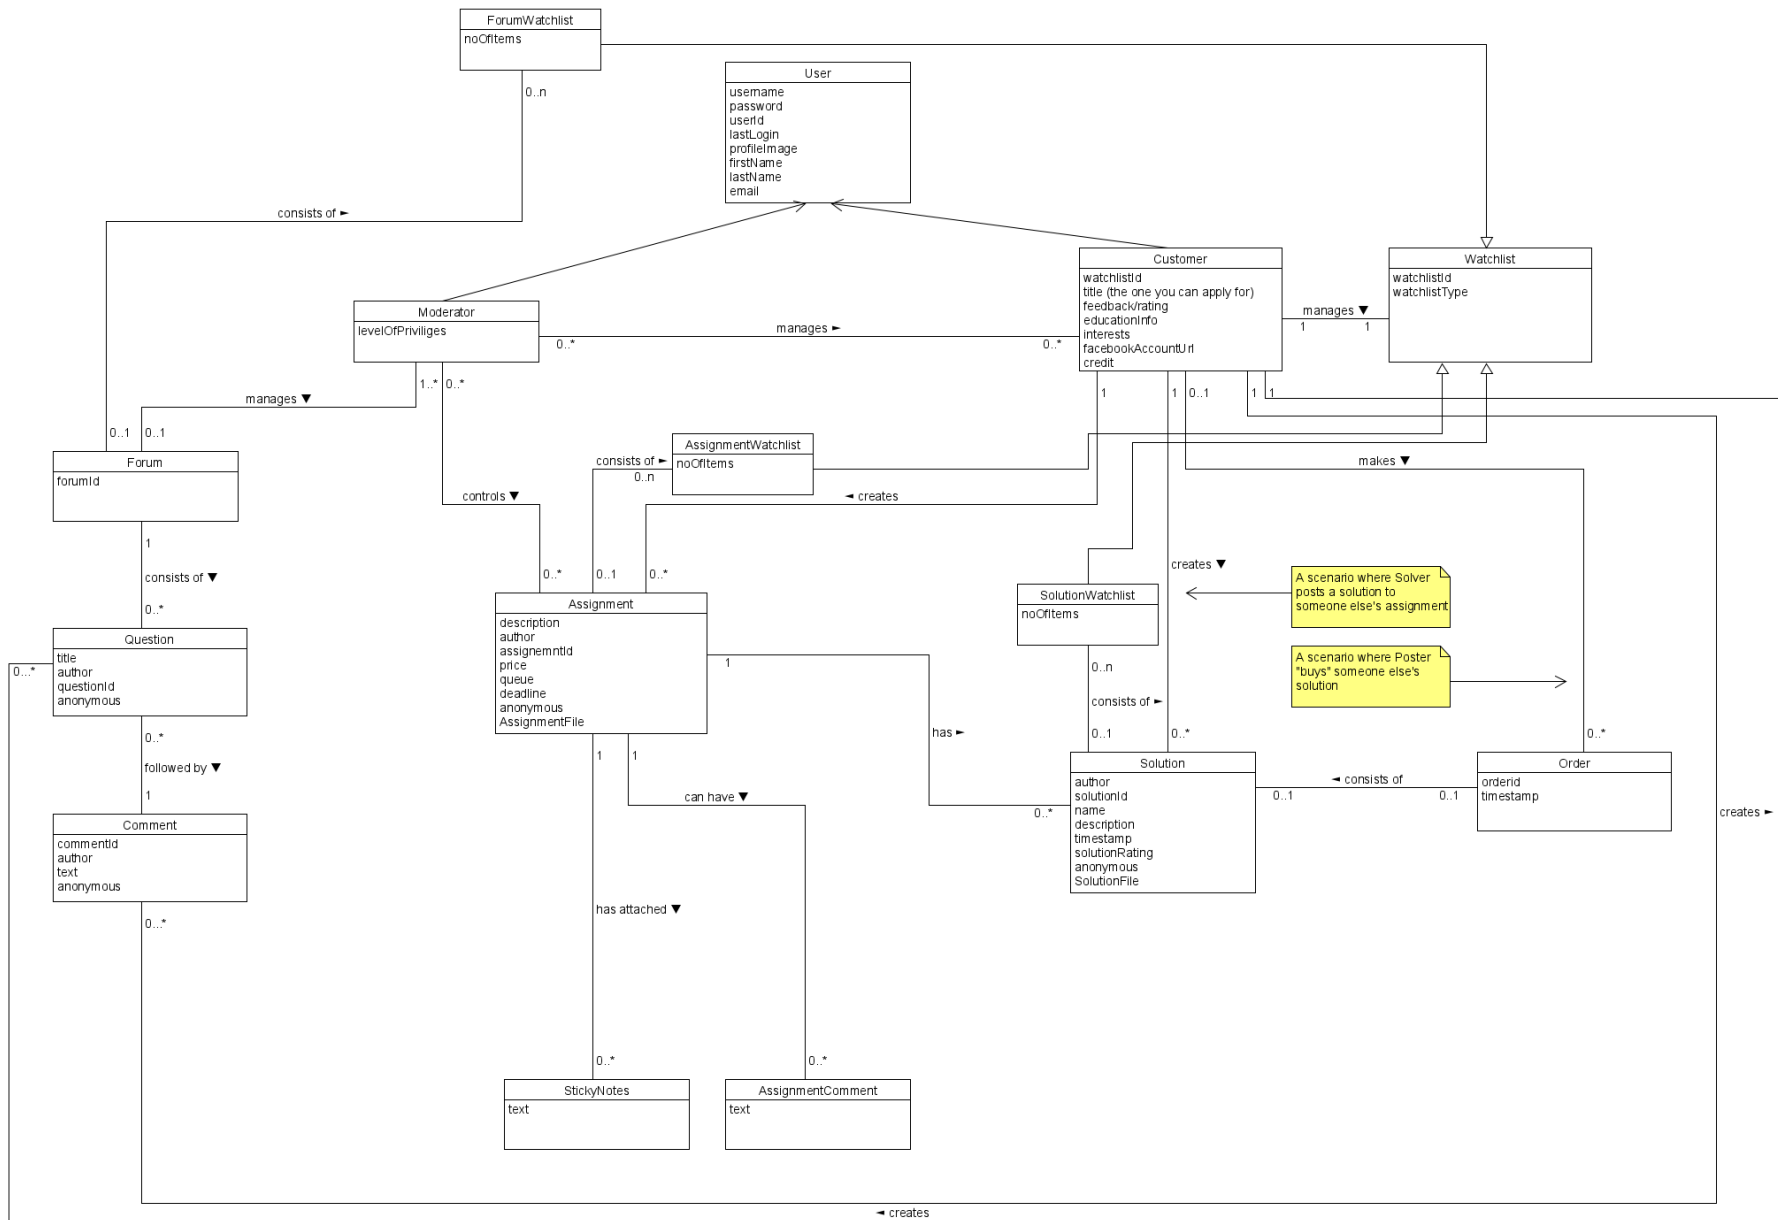 ForumWatchlist
noOfItems
0..n
consists of ►
0..1
User
username
password
userId
lastLogin
profileImage
firstName
lastName
email
Moderator
levelOfPriviliges
manages ►
0..*
0..*
Customer
watchlistId
title (the one you can apply for)
feedback/rating
educationInfo
interests
facebookAccountUrl
credit
manages ▼
1
1
Watchlist
watchlistId
watchlistType
1..*
0..*
manages ▼
0..1
1
1
0..1
1
1
Forum
forumId
AssignmentWatchlist
noOfItems
consists of ►
0..n
controls ▼
◄ creates
makes ▼
1
consists of ▼
0..*
0..*
0..1
0..*
creates ▼
Assignment
description
author
assignemntId
price
queue
deadline
anonymous
AssignmentFile
SolutionWatchlist
noOfItems
A scenario where Solver
posts a solution to
someone else's assignment
A scenario where Poster
"buys" someone else's
solution
Question
title
author
questionId
anonymous
0...*
1
0..n
consists of ►
has ►
0..1
0..*
0..*
0..*
followed by ▼
1
1
1
can have ▼
0..*
Solution
author
solutionId
name
description
timestamp
solutionRating
anonymous
SolutionFile
◄ consists of
0..1
0..1
Order
orderid
timestamp
creates ►
Comment
commentId
author
text
anonymous
0...*
has attached ▼
0..*
0..*
StickyNotes
text
AssignmentComment
text
◄ creates